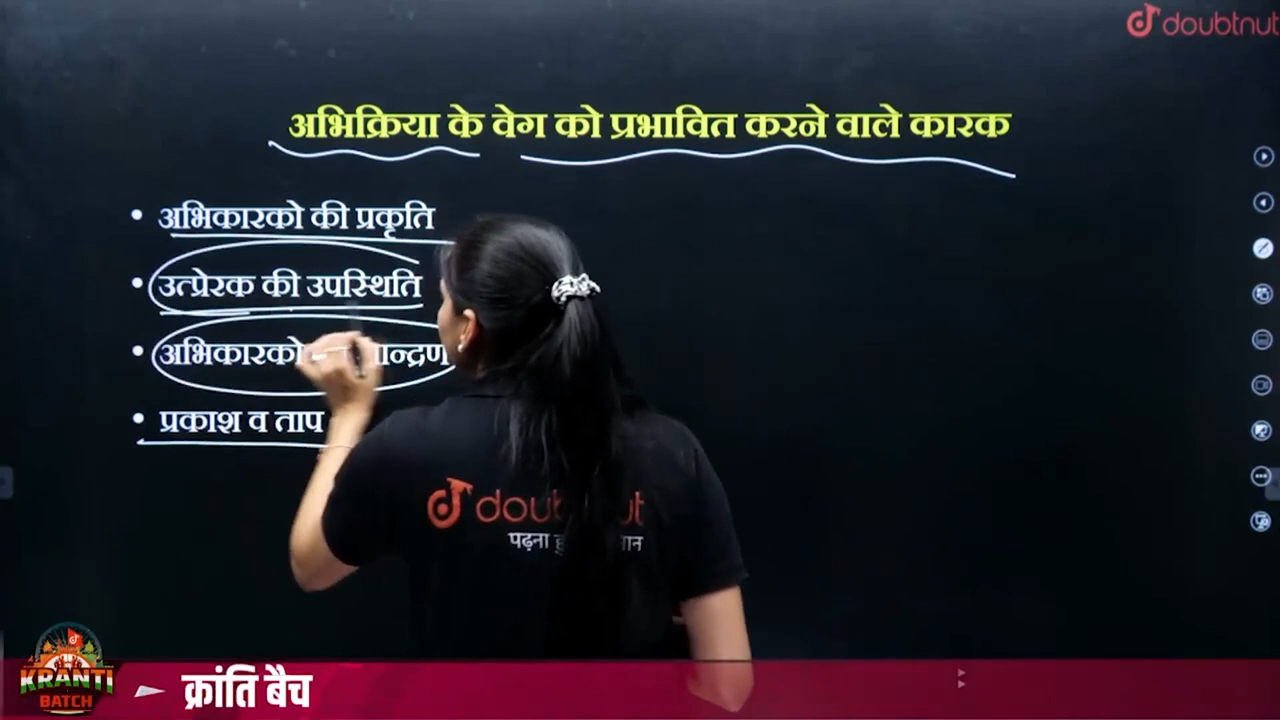 doubtnut
अभिक्रिया के वेग को प्रभावित करने वाले कारक
• अभिकारको की प्रकृति
• उत्प्रेरक की उपस्थिति
• अभिकारको
• प्रकाश व ताप
doubtnut
पढ़ना
KRANTI
BATCH
क्रांति बैच